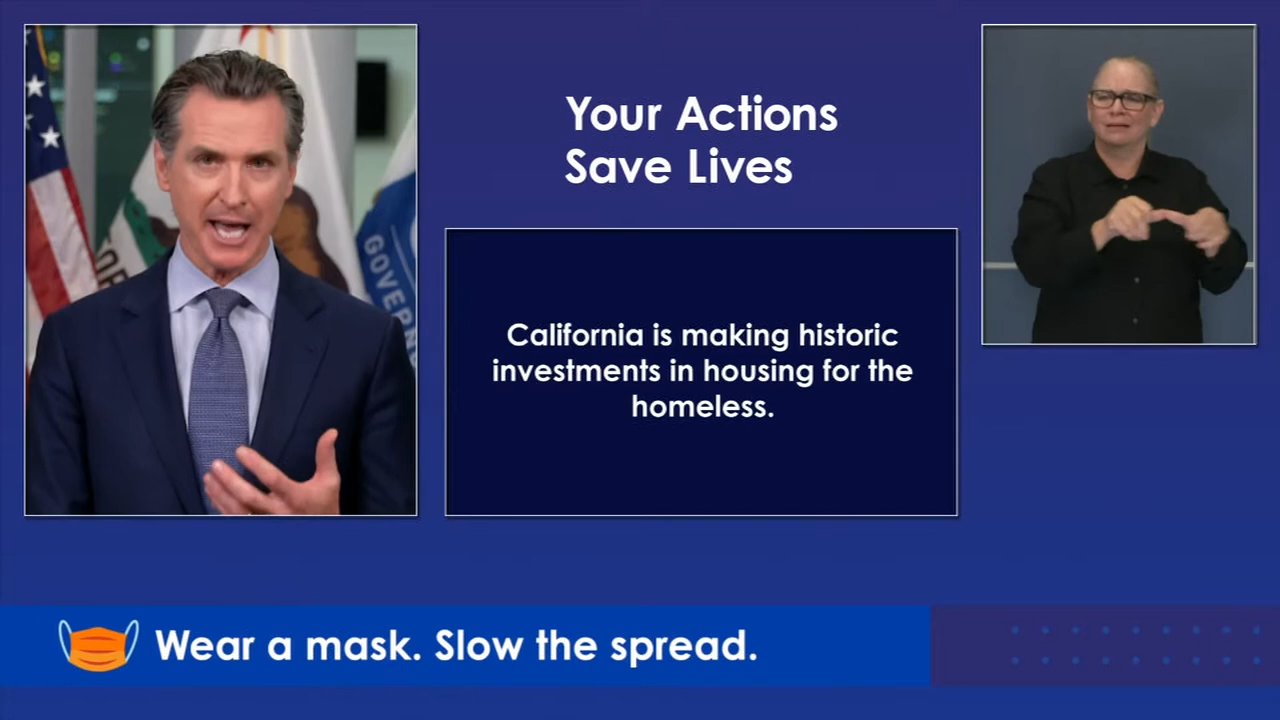 Your Actions
Save Lives
California is making historic
investments in housing for the
homeless.
GOVERN
Wear a mask. Slow the spread.